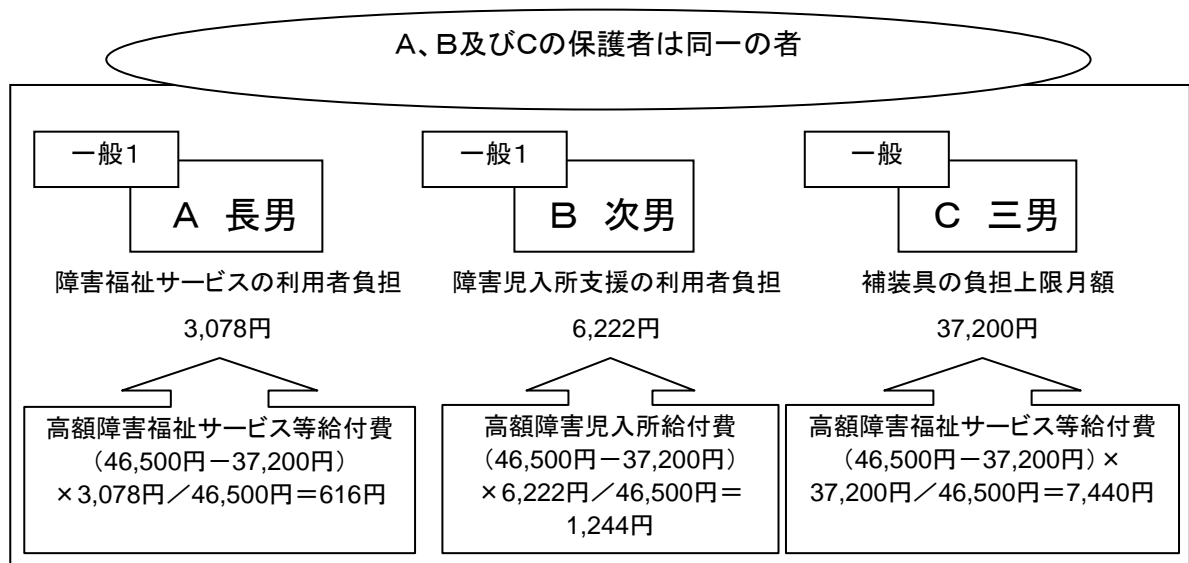 A、B及びCの保護者は同一の者
一般1
A 長男
障害福祉サービスの利用者負担
3,078円
高額障害福祉サービス等給付費
(46,500円-37,200円)
×3,078円/46,500円=616円
一般1
B 次男
障害児入所支援の利用者負担
6,222円
高額障害児入所給付費
(46,500円-37,200円)
×6,222円/46,500円=
1,244円
一般
C 三男
補装具の負担上限月額
37,200円
高額障害福祉サービス等給付費
(46,500円-37,200円)×
37,200円/46,500円=7,440円